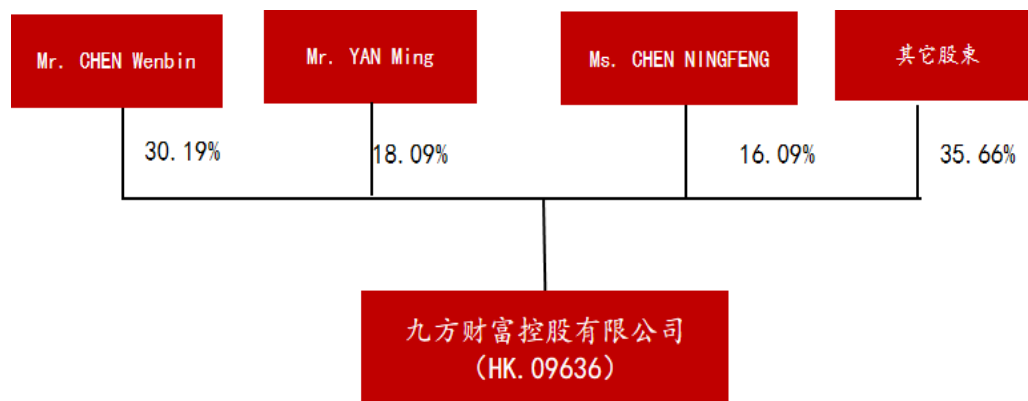 Mr. CHEN Wenbin
Mr. YAN Ming
Ms. CHEN NINGFENG
其它股东
30.19%
18.09%
16.09%
35.66%
九方财富控股有限公司
（HK.09636）